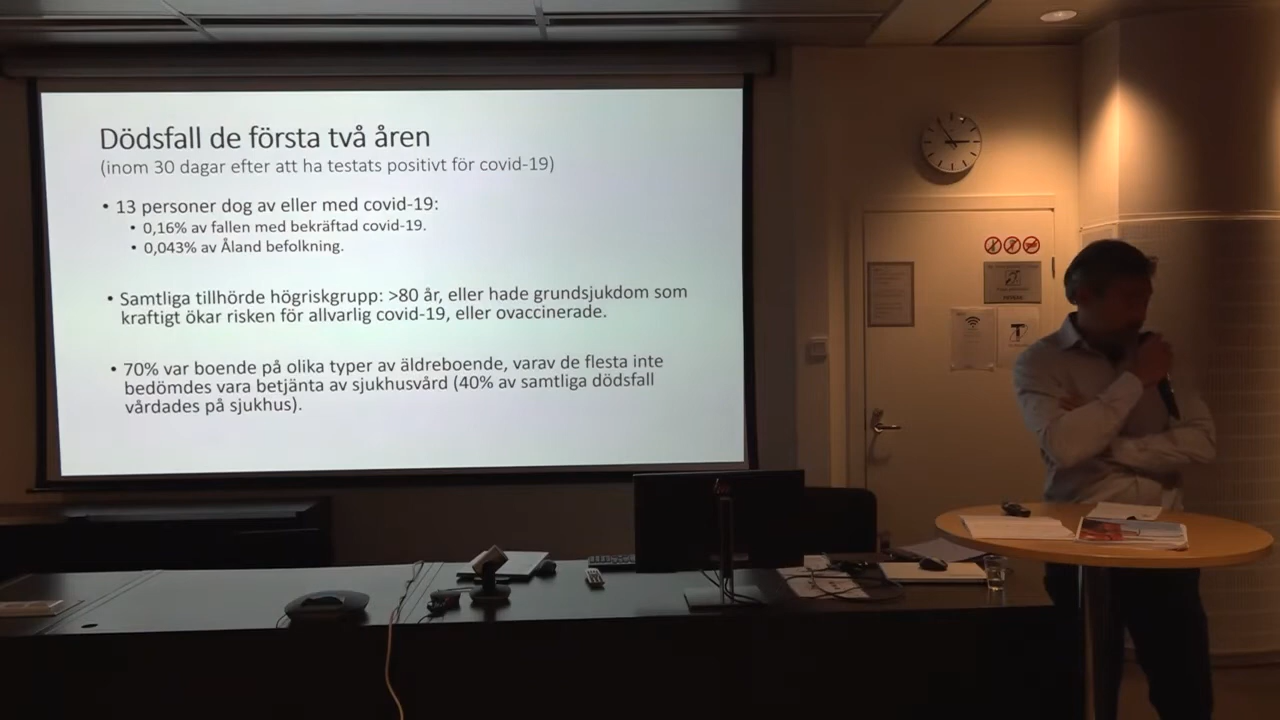 Dödsfall de första två åren
(inom 30 dagar efter att ha testats positivt för covid-19)
• 13 personer dog av eller med covid-19:
• 0,16% av fallen med bekräftad covid-19.
• 0,043% av Åland befolkning.
• Samtliga tillhörde högriskgrupp: >80 år, eller hade grundsjukdom som
kraftigt ökar risken för allvarlig covid-19, eller ovaccinerade.
• 70% var boende på olika typer av äldreboende, varav de flesta inte
bedömdes vara betjänta av sjukhusvård (40% av samtliga dödsfall
vårdades på sjukhus).